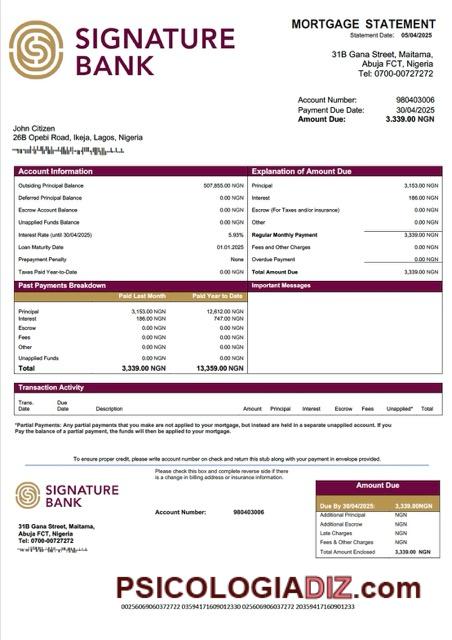 SIGNATURE
BANK
MORTGAGE STATEMENT
Statement Date: 05/04/2025
31B Gana Street, Maitama,
Abuja FCT, Nigeria
Tel: 0700-00727272
Account Number: 980403006
Payment Due Date: 30/04/2025
Amount Due: 3.339.00 NGN
John Citizen
26B Opebi Road, Ikeja, Lagos, Nigeria
Account Information
Outsiding Principal Balance 507,855.00 NGN
Deferred Principal Balance 0.00 NGN
Escrow Account Balance 0.00 NGN
Unapplied Funds Balance 0.00 NGN
Interest Rate (until 30/04/2025) 5.93%
Loan Maturity Date 01.01.2025
Prepayment Penalty None
Taxes Paid Year-to-Date 0.00 NGN
Explanation of Amount Due
Principal 3,153.00 NGN
Interest 186.00 NGN
Escrow (For Taxes and/or insurance) 0.00 NGN
Other 0.00 NGN
Regular Monthly Payment 3,339.00 NGN
Fees and Other Charges 0.00 NGN
Overdue Payment 0.00 NGN
Total Amount Due 3,339.00 NGN
Past Payments Breakdown
Paid Last Month Paid Year to Date
Principal 3,153.00 NGN 12,612.00 NGN
Interest 186.00 NGN 747.00 NGN
Escrow 0.00 NGN 0.00 NGN
Fees 0.00 NGN 0.00 NGN
Other 0.00 NGN 0.00 NGN
Unapplied Funds 0.00 NGN 0.00 NGN
Total 3,339.00 NGN 13,359.00 NGN
Important Messages
Transaction Activity
Trans. Date Due Date Description Amount Principal Interest Escrow Fees Unapplied* Total
*Partial Payments: Any partial payments that you make are not applied to your mortgage, but instead are held in a separate unapplied account. If you
Pay the balance of a partial payment, the funds will then be applied to your mortgage.
To ensure proper credit, please write account number on check and return this stub along with your payment in envelope provided.
Please check this box and complete reverse side if there
is a change in billing address or insurance information.
SIGNATURE
BANK
Account Number: 980403006
31B Gana Street, Maitama,
Abuja FCT, Nigeria
Tel: 0700-00727272
Amount Due
Due By 30/04/2025: 3,339.00NGN
Additional Principal NGN
Additional Escrow NGN
Late Charges NGN
Fees & Other Charges NGN
Total Amount Enclosed 3,339.00 NGN
PSICOLOGIADIZ.com
00256069060372722 03594171609012330 0256069060372 20359417160901233